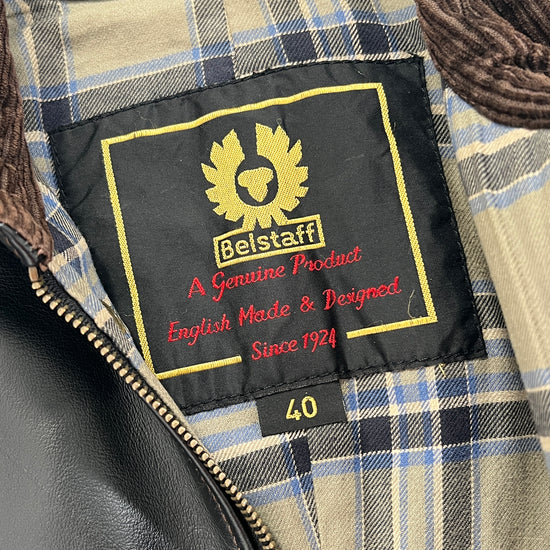 Belstaff
A Genuine Product
English Made & Designed
Since 1924
40